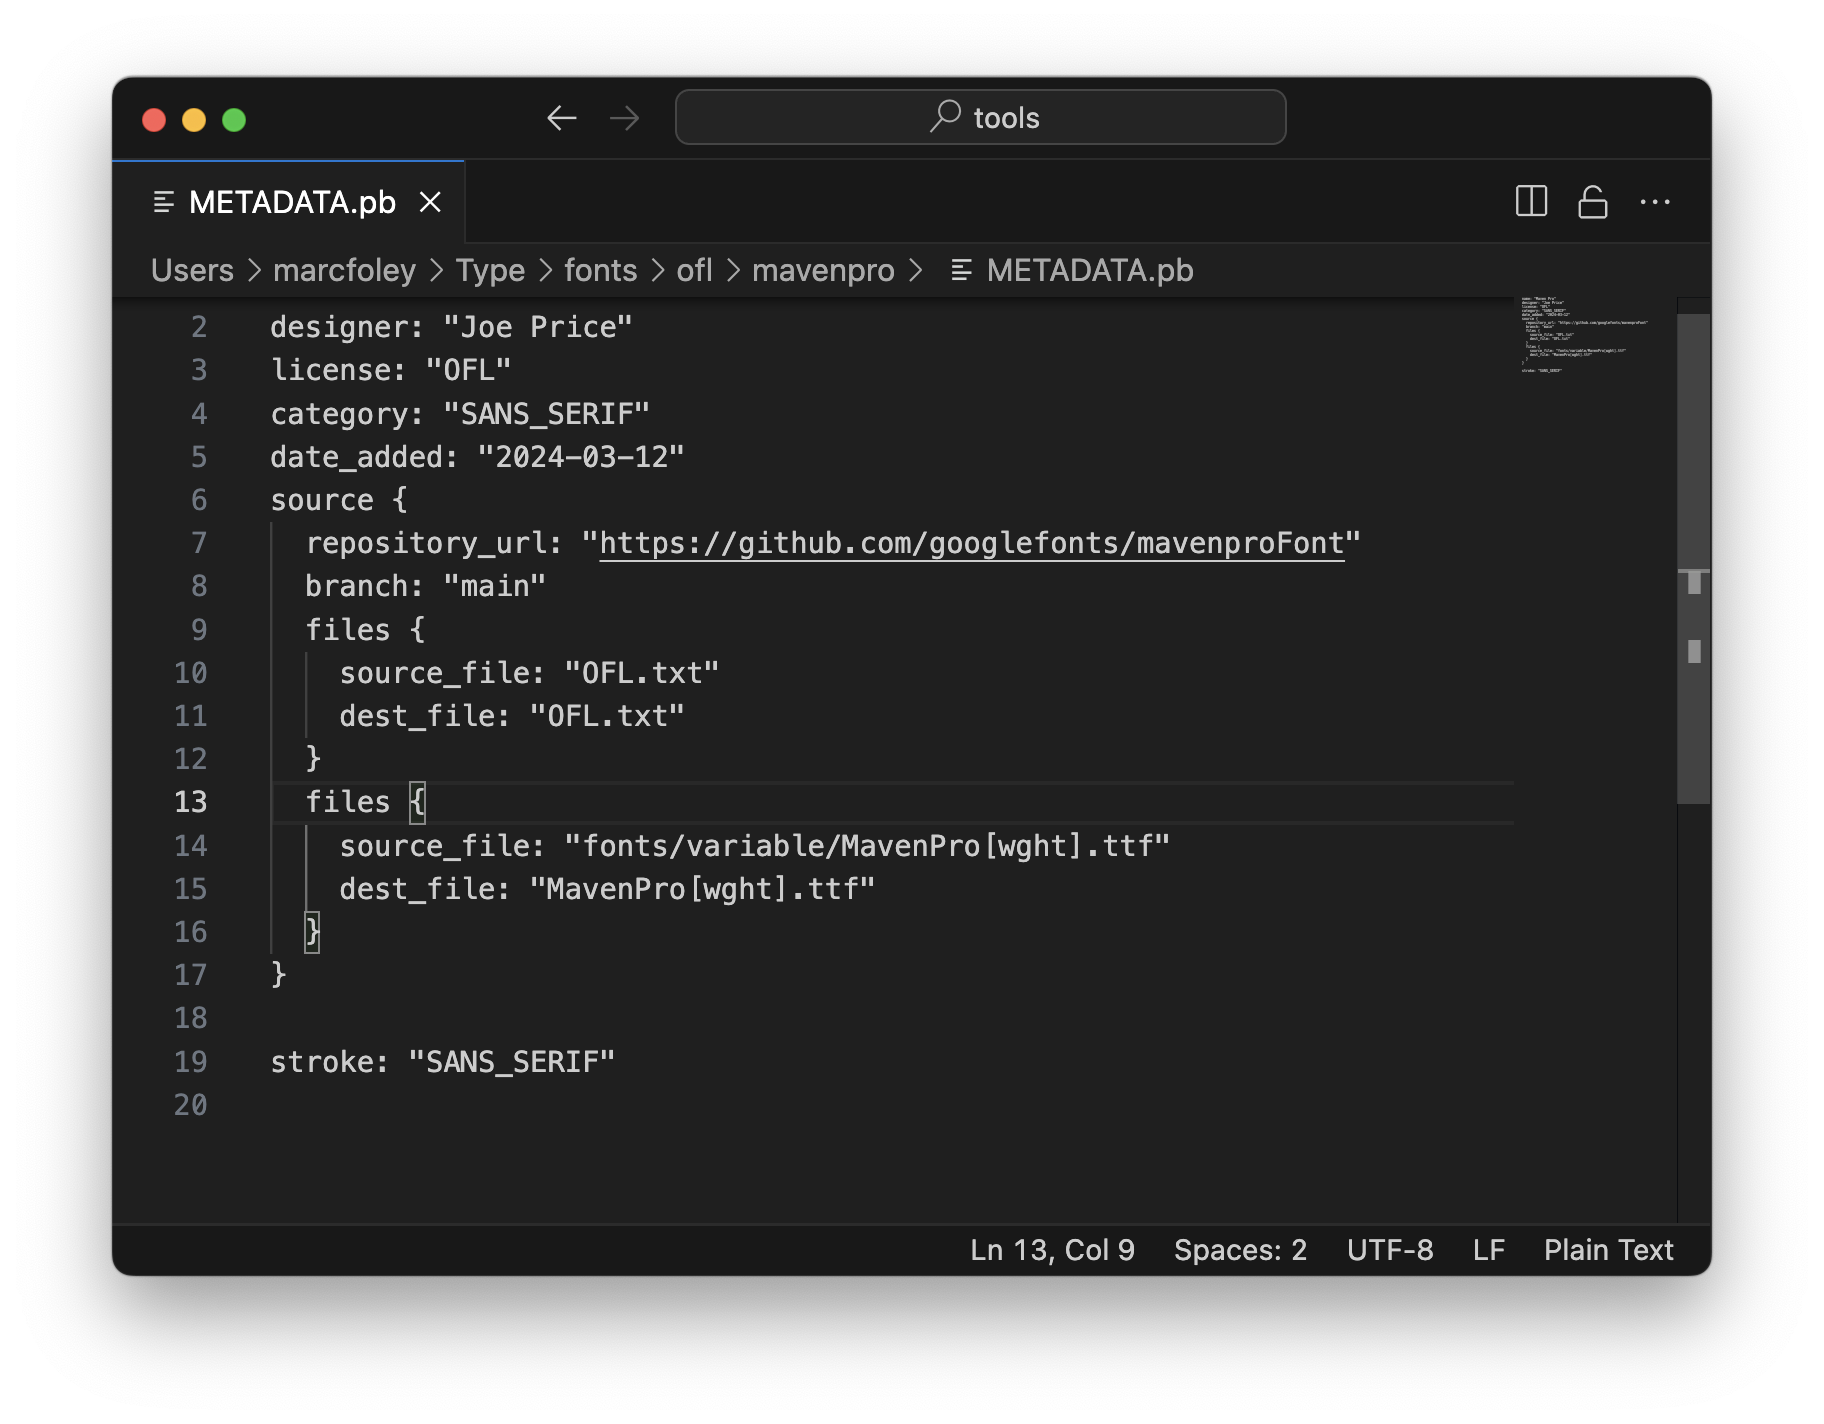 tools
METADATA.pb
Users > marcfoley > Type > fonts > ofl > mavenpro > METADATA.pb
2 designer: "Joe Price"
3 license: "OFL"
4 category: "SANS_SERIF"
5 date_added: "2024-03-12"
6 source {
7 repository_url: "https://github.com/googlefonts/mavenproFont"
8 branch: "main"
9 files {
10 source_file: "OFL.txt"
11 dest_file: "OFL.txt"
12 }
13 files {
14 source_file: "fonts/variable/MavenPro[wght].ttf"
15 dest_file: "MavenPro[wght].ttf"
16 }
17 }
18
19 stroke: "SANS_SERIF"
20
Ln 13, Col 9 Spaces: 2 UTF-8 LF Plain Text